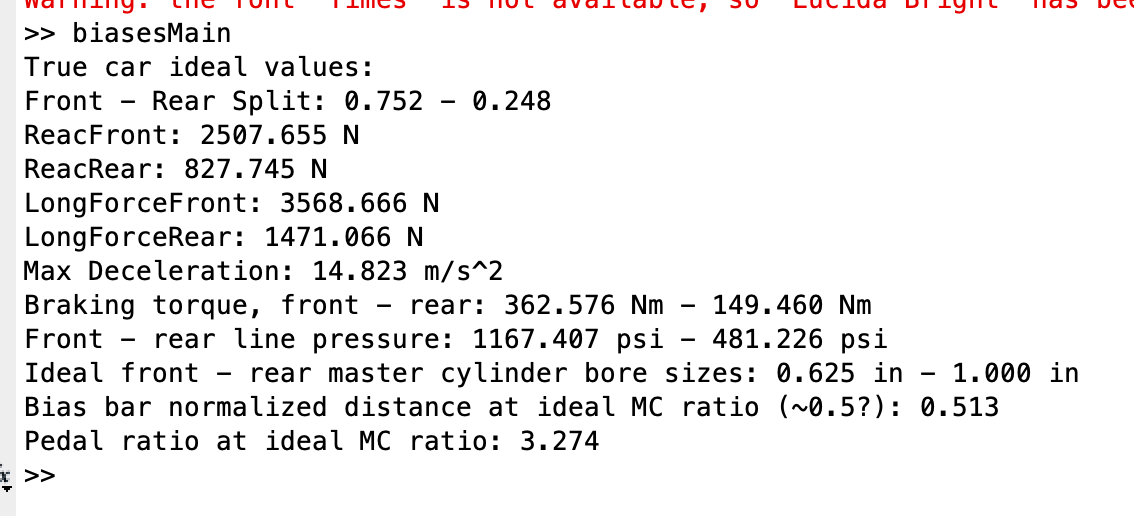 Warning: the font "Times" is not available, so "Lucida Bright" has bee
>> biasesMain
True car ideal values:
Front - Rear Split: 0.752 - 0.248
ReacFront: 2507.655 N
ReacRear: 827.745 N
LongForceFront: 3568.666 N
LongForceRear: 1471.066 N
Max Deceleration: 14.823 m/s^2
Braking torque, front - rear: 362.576 Nm - 149.460 Nm
Front - rear line pressure: 1167.407 psi - 481.226 psi
Ideal front - rear master cylinder bore sizes: 0.625 in - 1.000 in
Bias bar normalized distance at ideal MC ratio (~0.5?): 0.513
Pedal ratio at ideal MC ratio: 3.274
>>